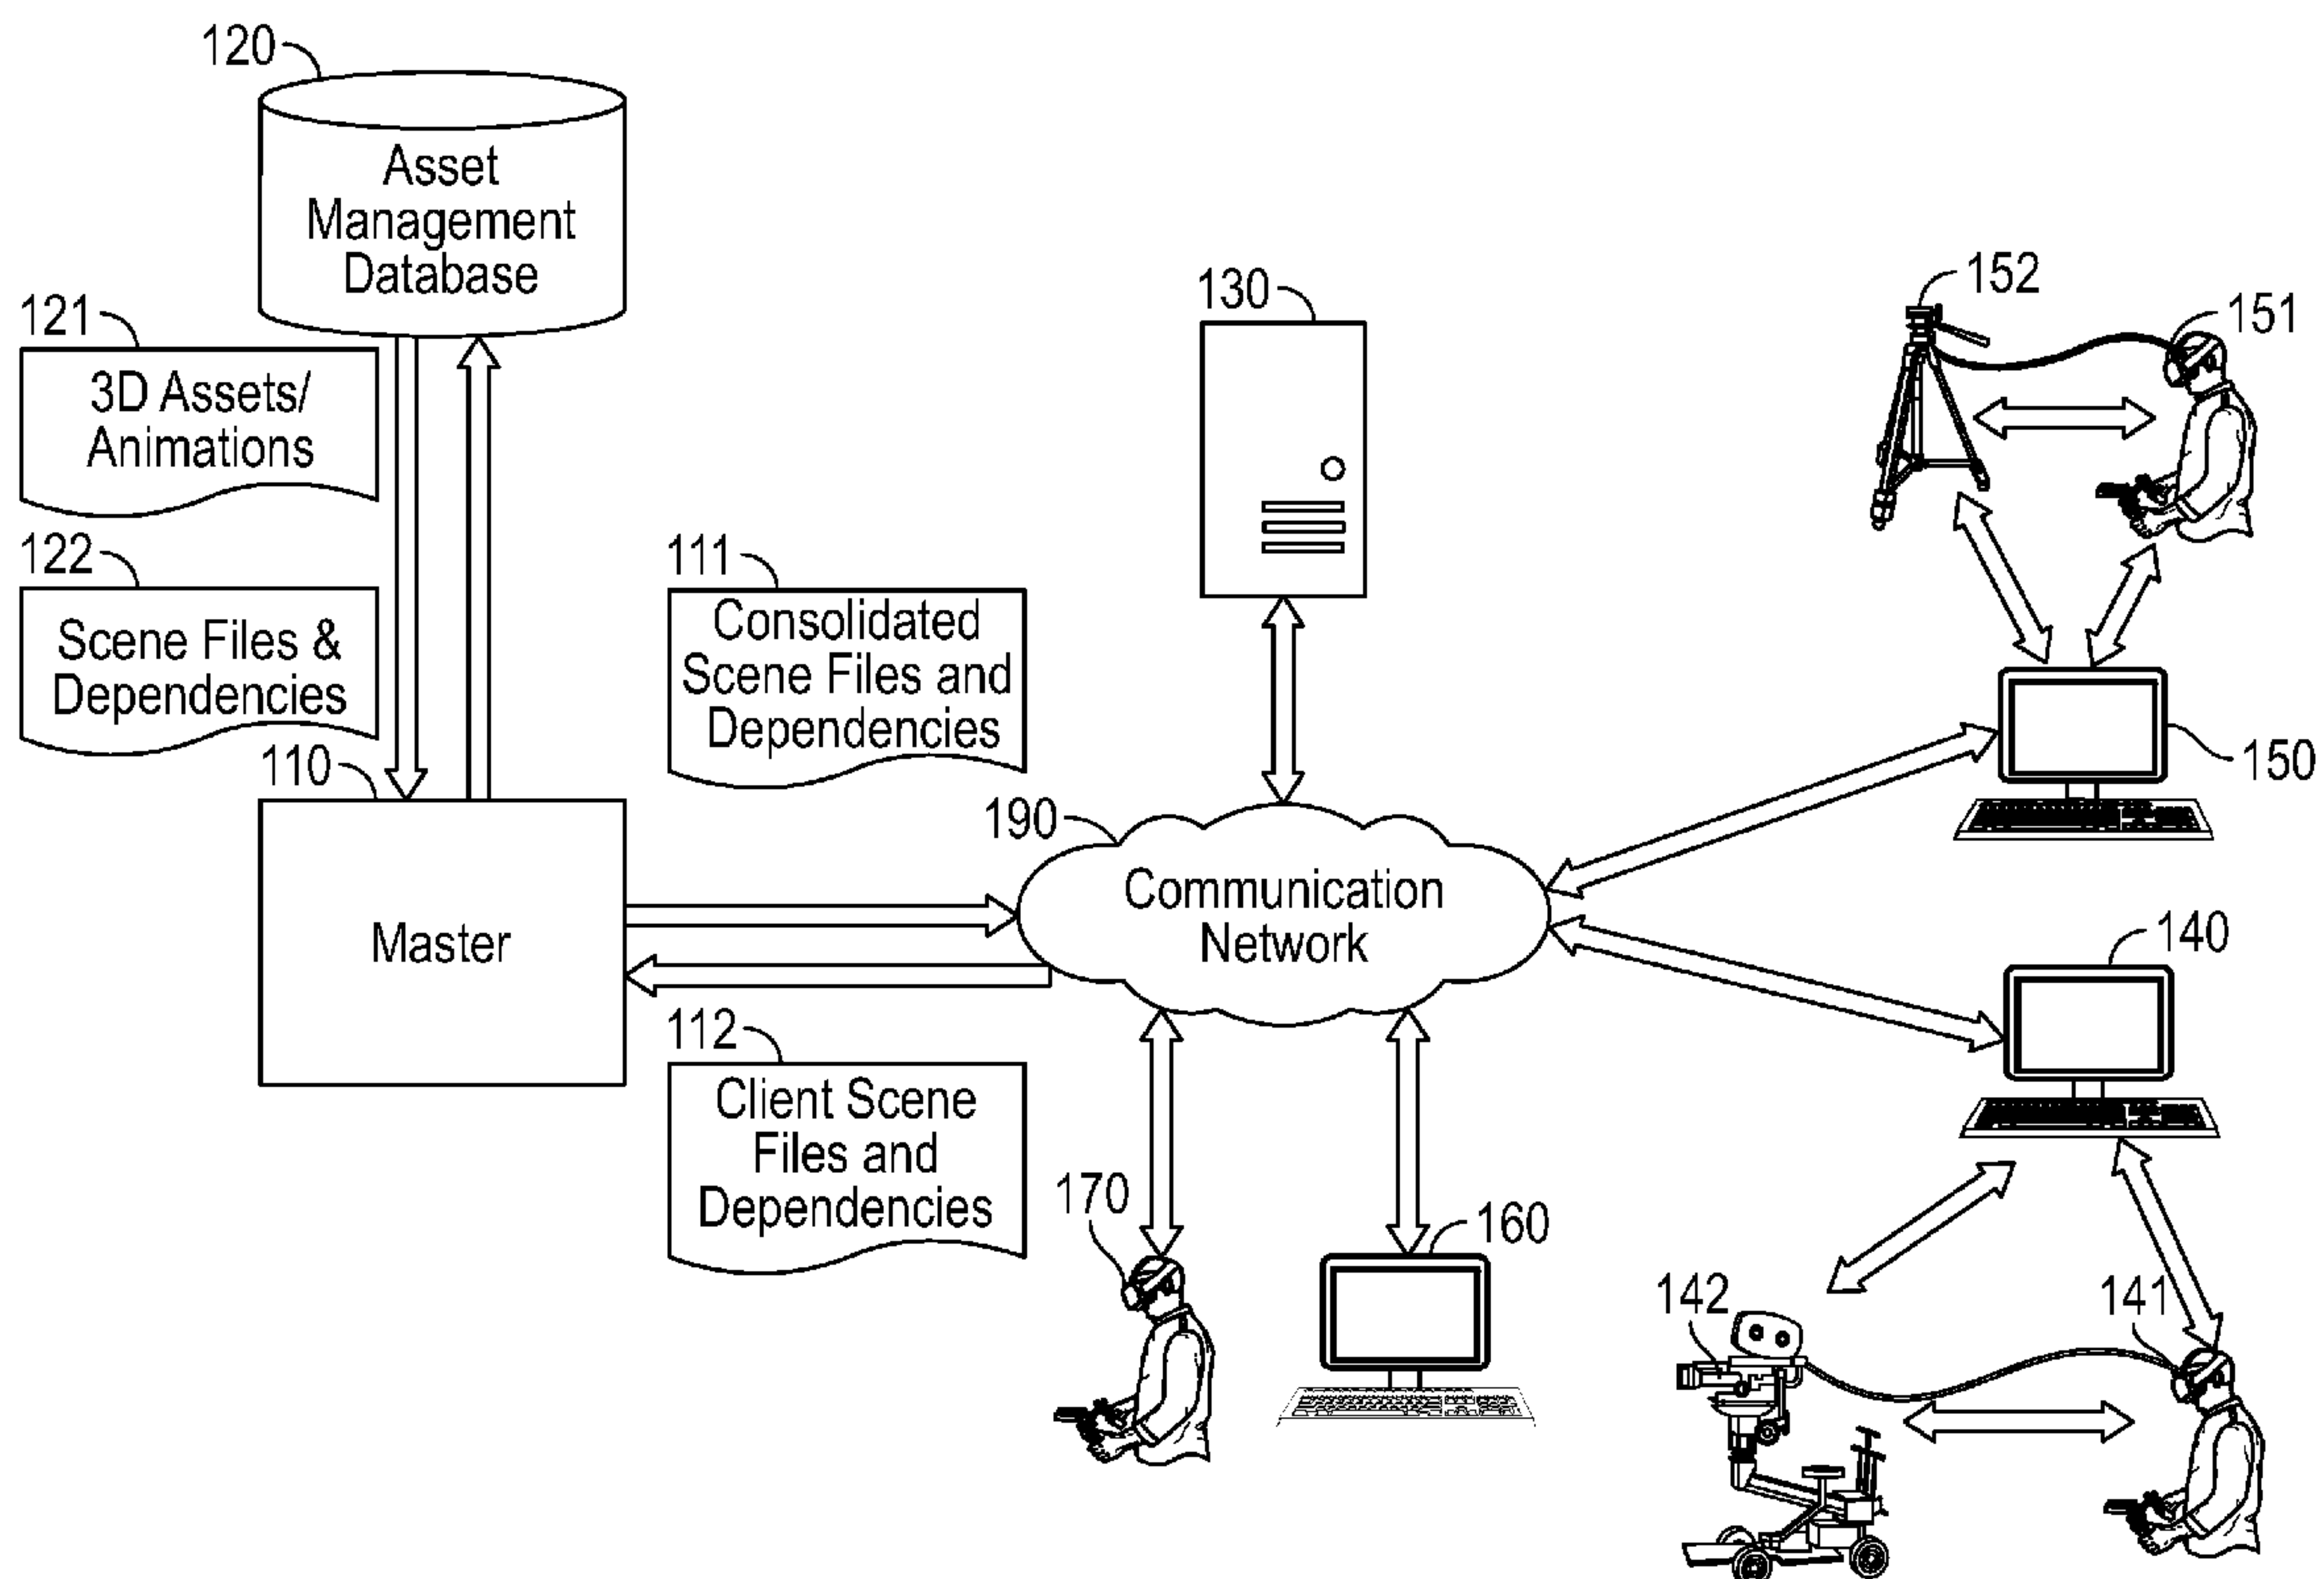 120
Asset
Management
Database
121
3D Assets/
Animations
122
Scene Files &
Dependencies
110
Master
111
Consolidated
Scene Files and
Dependencies
112
Client Scene
Files and
Dependencies
130
190
Communication
Network
170
160
152
151
150
140
142
141